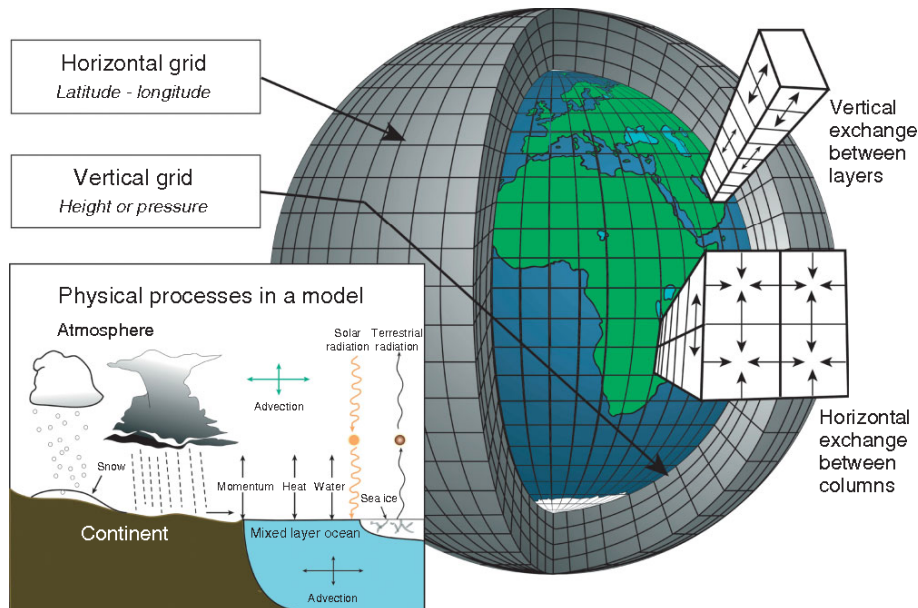 Horizontal grid
Latitude - longitude
Vertical grid
Height or pressure
Vertical
exchange
between
layers
Horizontal
exchange
between
columns
Physical processes in a model
Atmosphere
Solar
radiation
Terrestrial
radiation
Advection
Snow
Momentum
Heat
Water
Sea ice
Continent
Mixed layer ocean
Advection